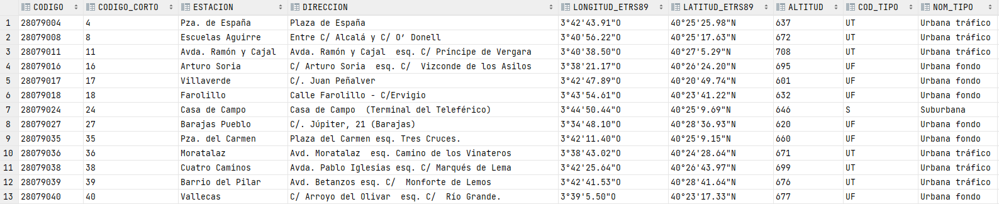 CODIGO CODIGO_CORTO ESTACION DIRECCION LONGITUD_ETRS89 LATITUD_ETRS89 ALTITUD COD_TIPO NOM_TIPO
1 28079004 4 Pza. de España Plaza de España 3°42'43.91"O 40°25'25.98"N 637 UT Urbana tráfico
2 28079008 8 Escuelas Aguirre Entre C/ Alcalá y C/ O’ Donell 3°40'56.22"O 40°25'17.63"N 672 UT Urbana tráfico
3 28079011 11 Avda. Ramón y Cajal Avda. Ramón y Cajal  esq. C/ Príncipe de Vergara 3°40'38.50"O 40°27'5.29"N 708 UT Urbana tráfico
4 28079016 16 Arturo Soria C/ Arturo Soria  esq. C/  Vizconde de los Asilos 3°38'21.17"O 40°26'24.20"N 695 UF Urbana fondo
5 28079017 17 Villaverde C/. Juan Peñalver 3°42'47.89"O 40°20'49.74"N 601 UF Urbana fondo
6 28079018 18 Farolillo Calle Farolillo - C/Ervigio 3°43'54.61"O 40°23'41.22"N 632 UF Urbana fondo
7 28079024 24 Casa de Campo Casa de Campo  (Terminal del Teleférico) 3°44'50.44"O 40°25'9.69"N 646 S Suburbana
8 28079027 27 Barajas Pueblo C/. Júpiter, 21 (Barajas) 3°34'48.10"O 40°28'36.93"N 620 UF Urbana fondo
9 28079035 35 Pza. del Carmen Plaza del Carmen esq. Tres Cruces. 3°42'11.40"O 40°25'9.15"N 660 UF Urbana fondo
10 28079036 36 Moratalaz Avd. Moratalaz  esq. Camino de los Vinateros 3°38'43.02"O 40°24'28.64"N 671 UT Urbana tráfico
11 28079038 38 Cuatro Caminos Avda. Pablo Iglesias esq. C/ Marqués de Lema 3°42'25.64"O 40°26'43.97"N 699 UT Urbana tráfico
12 28079039 39 Barrio del Pilar Avd. Betanzos esq. C/  Monforte de Lemos 3°42'41.53"O 40°28'41.64"N 676 UT Urbana tráfico
13 28079040 40 Vallecas C/ Arroyo del Olivar  esq. C/  Río Grande. 3°39'5.50"O 40°23'17.33"N 677 UF Urbana fondo